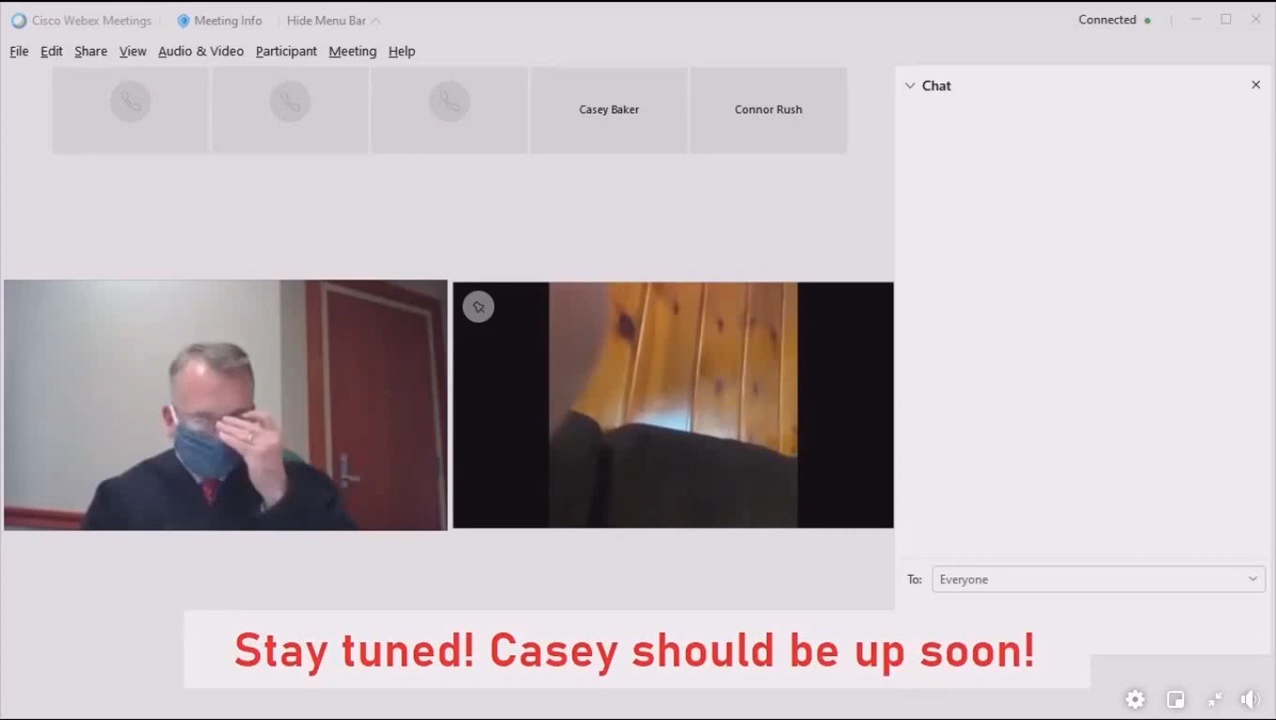 Cisco Webex Meetings Meeting Info Hide Menu Bar Connected
File Edit Share View Audio & Video Participant Meeting Help
Chat
Casey Baker Connor Rush
To: Everyone
Stay tuned! Casey should be up soon!